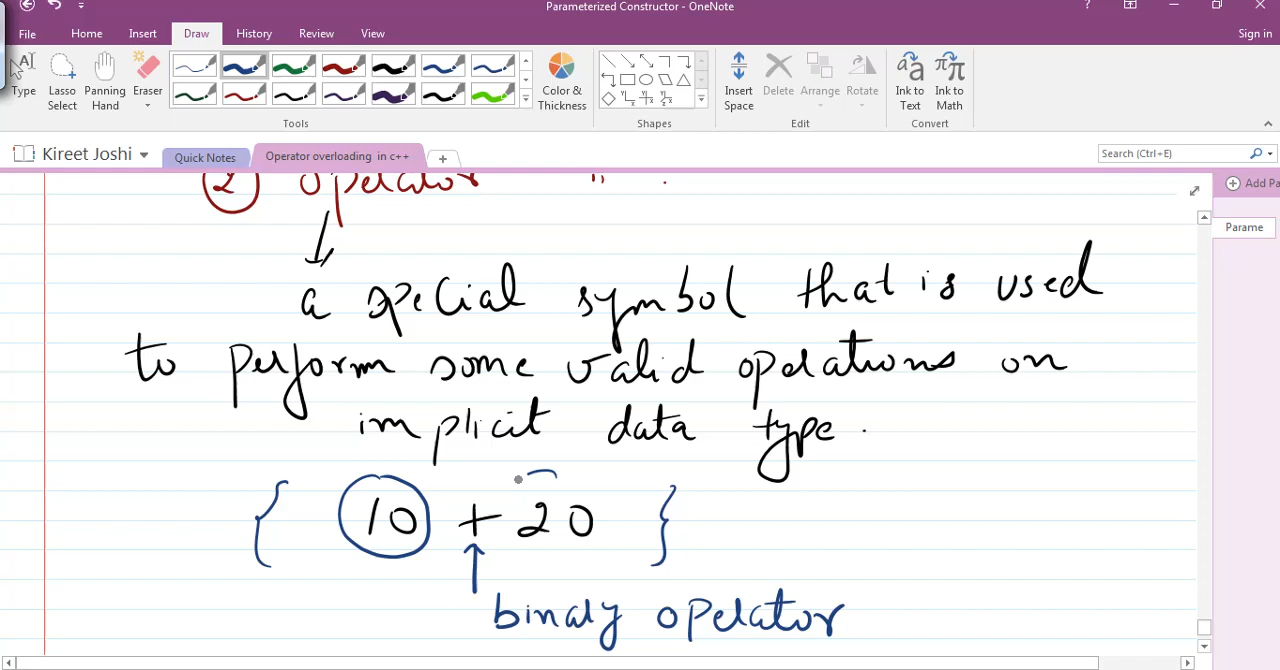 Parameterized Constructor - OneNote
?
File
Home
Insert
Draw
History
Review
View
Sign in
Type
Lasso Select
Panning Hand
Eraser
Color & Thickness
Insert Space
Delete
Arrange
Rotate
Ink to Text
Ink to Math
Tools
Shapes
Edit
Convert
Kireet Joshi
Quick Notes
Operator overloading in c++
Search (Ctrl+E)
Add Pa
Parame
② operator " .
a special symbol that is used
to perform some valid operations on
implicit data type.
{ 10 + 20 }
binary operator